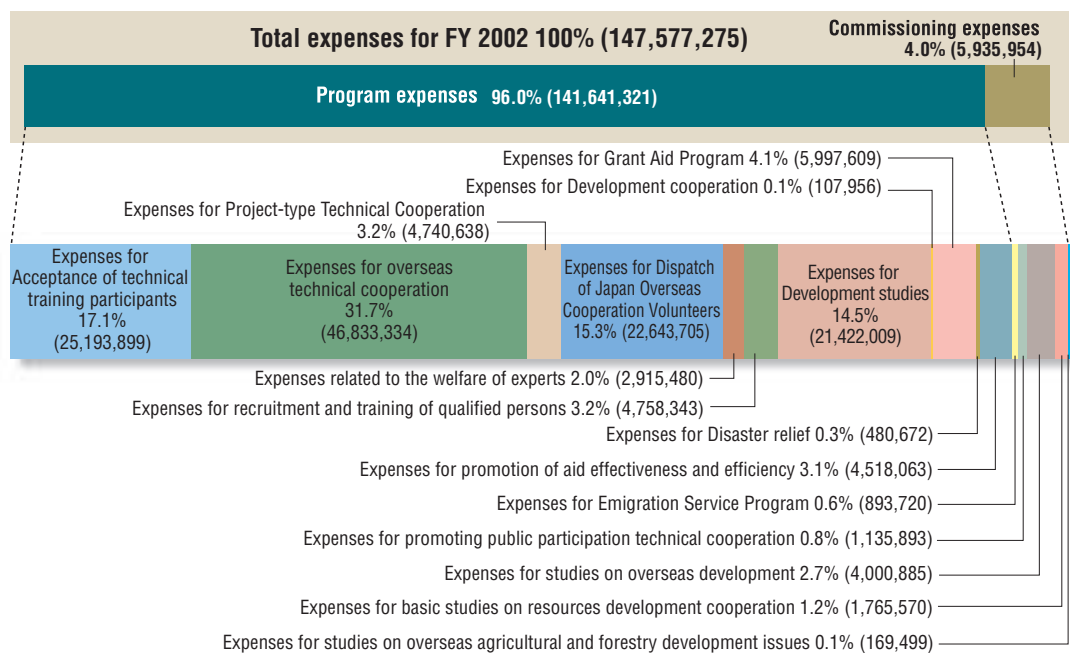 Total expenses for FY 2002 100% (147,577,275)
Commissioning expenses
4.0% (5,935,954)
Program expenses 96.0% (141,641,321)
Expenses for Grant Aid Program 4.1% (5,997,609)
Expenses for Development cooperation 0.1% (107,956)
Expenses for Project-type Technical Cooperation
3.2% (4,740,638)
Expenses for
Acceptance of technical
training participants
17.1%
(25,193,899)
Expenses for overseas
technical cooperation
31.7%
(46,833,334)
Expenses for Dispatch
of Japan Overseas
Cooperation Volunteers
15.3% (22,643,705)
Expenses for
Development studies
14.5%
(21,422,009)
Expenses related to the welfare of experts 2.0% (2,915,480)
Expenses for recruitment and training of qualified persons 3.2% (4,758,343)
Expenses for Disaster relief 0.3% (480,672)
Expenses for promotion of aid effectiveness and efficiency 3.1% (4,518,063)
Expenses for Emigration Service Program 0.6% (893,720)
Expenses for promoting public participation technical cooperation 0.8% (1,135,893)
Expenses for studies on overseas development 2.7% (4,000,885)
Expenses for basic studies on resources development cooperation 1.2% (1,765,570)
Expenses for studies on overseas agricultural and forestry development issues 0.1% (169,499)